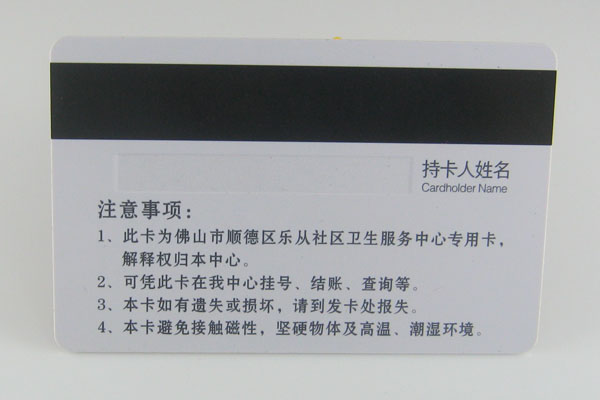 持卡人姓名
Cardholder Name
注意事项：
1、此卡为佛山市顺德区乐从社区卫生服务中心专用卡，
解释权归本中心。
2、可凭此卡在我中心挂号、结账、查询等。
3、本卡如有遗失或损坏，请到发卡处报失。
4、本卡避免接触磁性，坚硬物体及高温、潮湿环境。